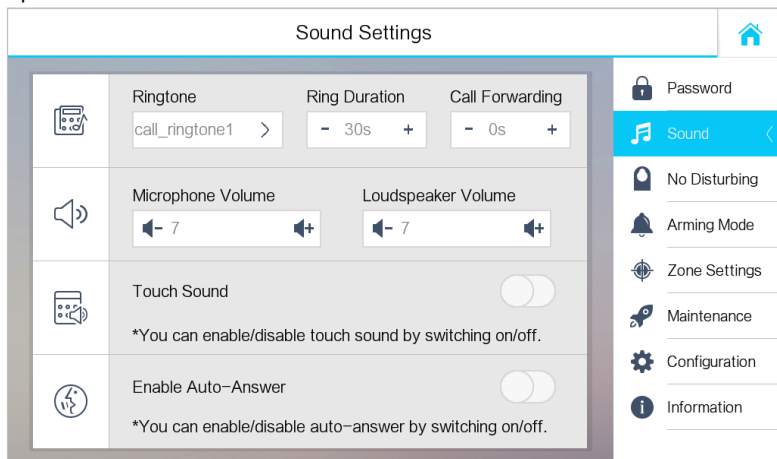 Sound Settings
Ringtone
Ring Duration
Call Forwarding
call_ringtone1 >
- 30s +
- 0s +
Microphone Volume
Loudspeaker Volume
- 7 +
- 7 +
Touch Sound
*You can enable/disable touch sound by switching on/off.
Enable Auto-Answer
*You can enable/disable auto-answer by switching on/off.
Password
Sound
No Disturbing
Arming Mode
Zone Settings
Maintenance
Configuration
Information